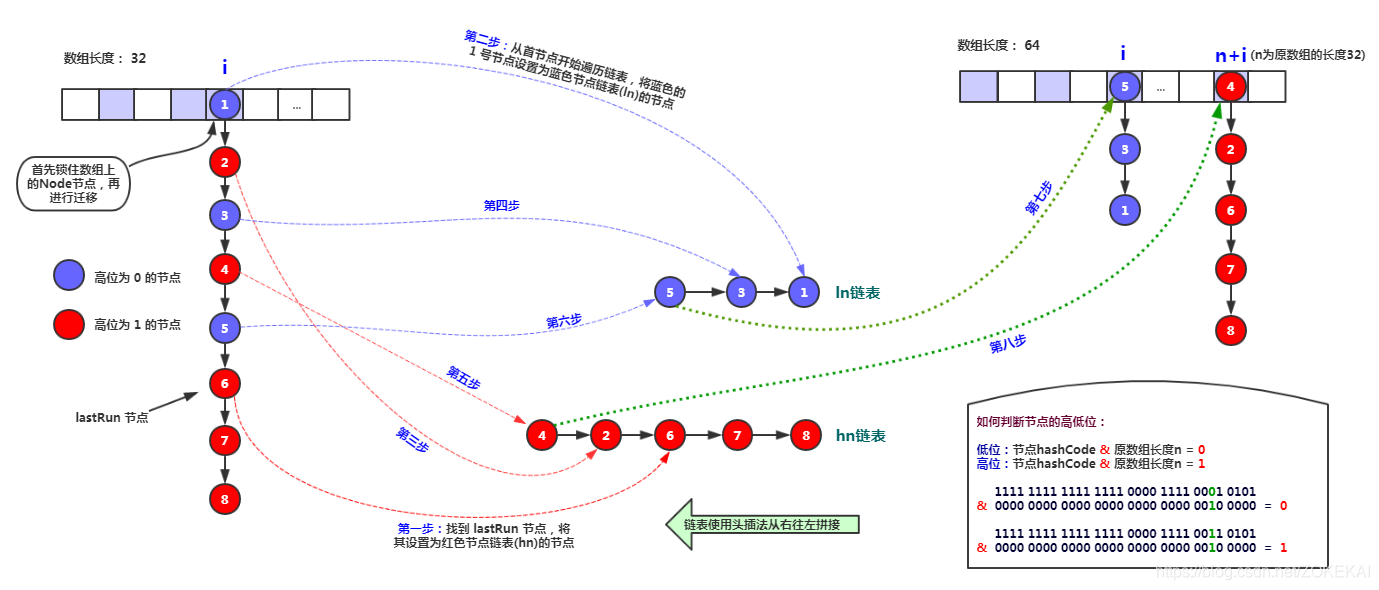 数组长度： 32
i
1
...
首先锁住数组上
的Node节点，再
进行迁移
2
3
4
5
6
7
8
高位为 0 的节点
高位为 1 的节点
lastRun 节点
第二步：从首节点开始遍历链表，将蓝色的
1 号节点设置为蓝色节点链表(ln)的节点
第四步
第六步
第五步
第三步
第一步：找到 lastRun 节点，将
其设置为红色节点链表(hn)的节点
5
3
1
ln链表
4
2
6
7
8
hn链表
链表使用头插法从右往左拼接
第七步
第八步
数组长度： 64
i
n+i (n为原数组的长度32)
5
...
4
3
1
2
6
7
8
如何判断节点的高低位：
低位：节点hashCode & 原数组长度n = 0
高位：节点hashCode & 原数组长度n = 1
1111 1111 1111 1111 0000 1111 0001 0101
& 0000 0000 0000 0000 0000 0000 0010 0000 = 0
1111 1111 1111 1111 0000 1111 0011 0101
& 0000 0000 0000 0000 0000 0000 0010 0000 = 1
https://blog.csdn.net/ZOKEKAI